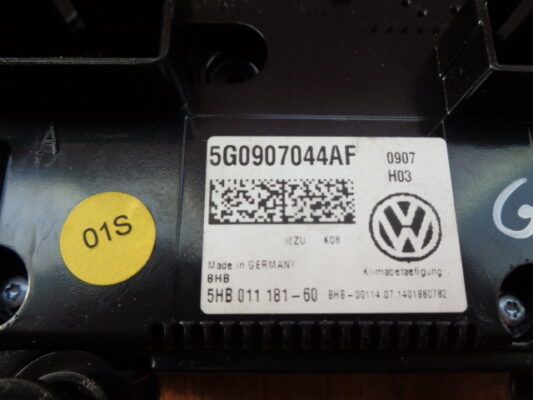 5G0907044AF
0907
H03
WZU K08
Made in GERMANY
BHB
Klimabetaetigung
5HB 011 181-60
BHB-00114.07.1401880782
01S